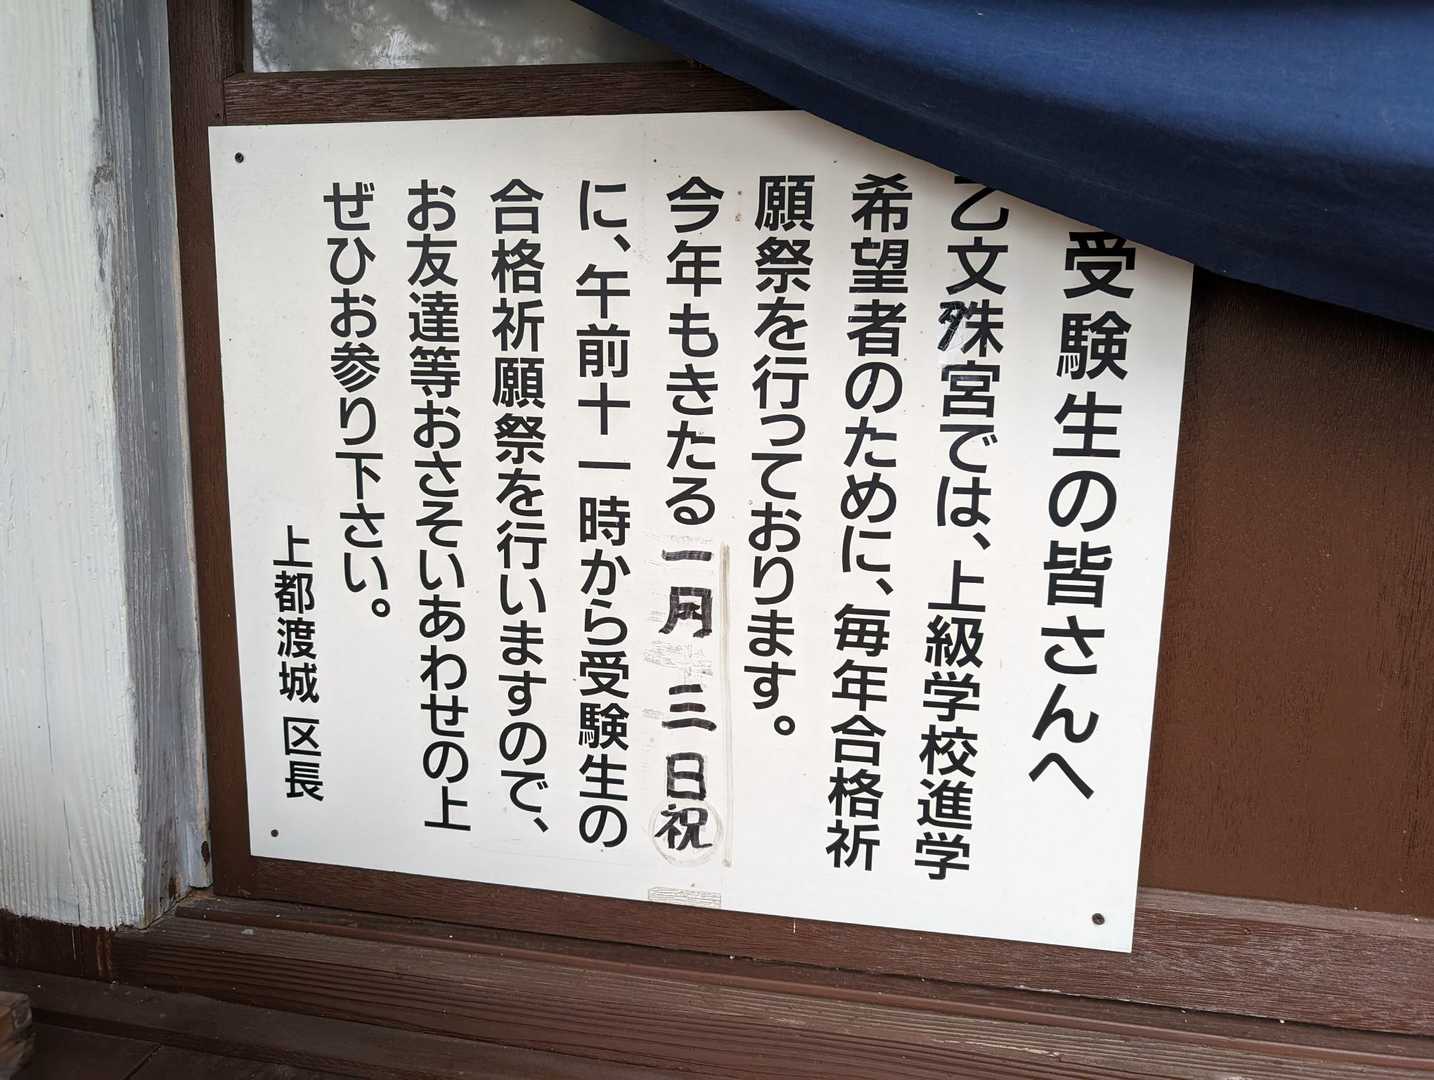 受験生の皆さんへ
乙文殊宮では、上級学校進学
希望者のために、毎年合格祈
願祭を行っております。
今年もきたる一月三日祝
に、午前十一時から受験生の
合格祈願祭を行いますので、
お友達等おさそいあわせの上
ぜひお参り下さい。
上都渡城区長